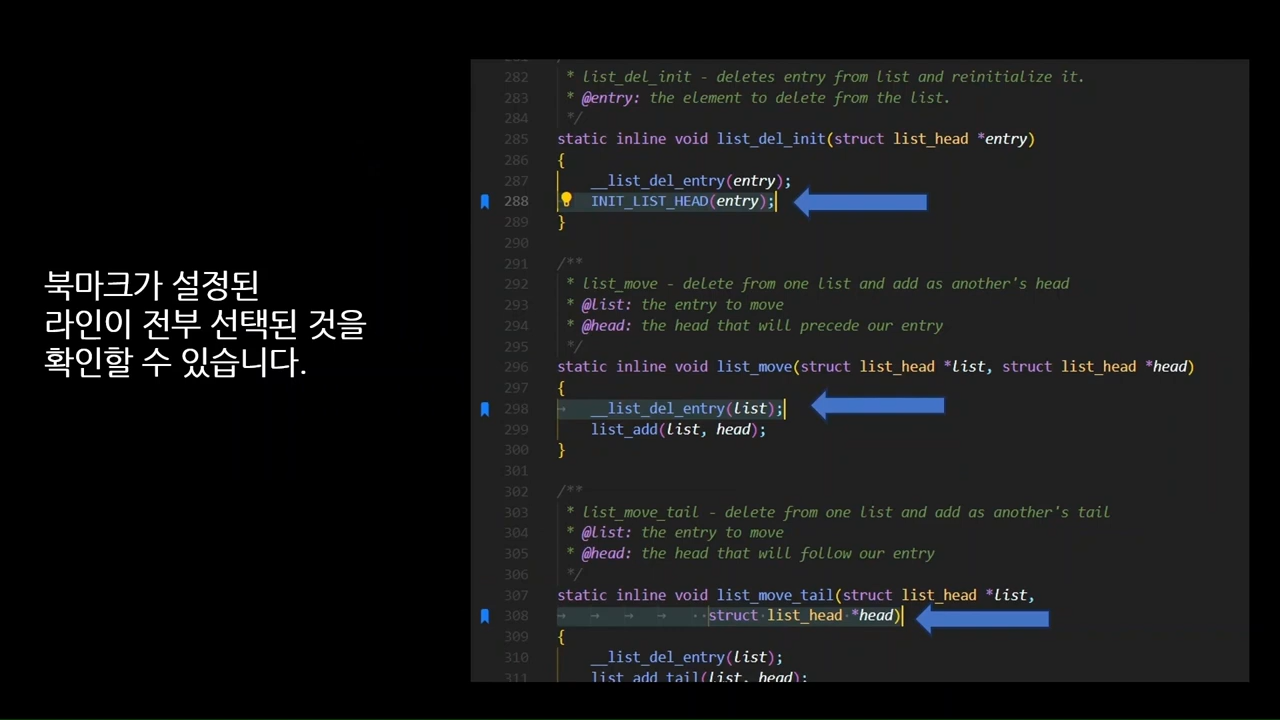 북마크가 설정된
라인이 전부 선택된 것을
확인할 수 있습니다.
282 * list_del_init - deletes entry from list and reinitialize it.
283 * @entry: the element to delete from the list.
284 */
285 static inline void list_del_init(struct list_head *entry)
286 {
287 __list_del_entry(entry);
288 INIT_LIST_HEAD(entry);
289 }
290
291 /**
292 * list_move - delete from one list and add as another's head
293 * @list: the entry to move
294 * @head: the head that will precede our entry
295 */
296 static inline void list_move(struct list_head *list, struct list_head *head)
297 {
298 → __list_del_entry(list);
299 list_add(list, head);
300 }
301
302 /**
303 * list_move_tail - delete from one list and add as another's tail
304 * @list: the entry to move
305 * @head: the head that will follow our entry
306 */
307 static inline void list_move_tail(struct list_head *list,
308 → → → → ··struct·list_head·*head)
309 {
310 __list_del_entry(list);
311 list_add_tail(list, head);